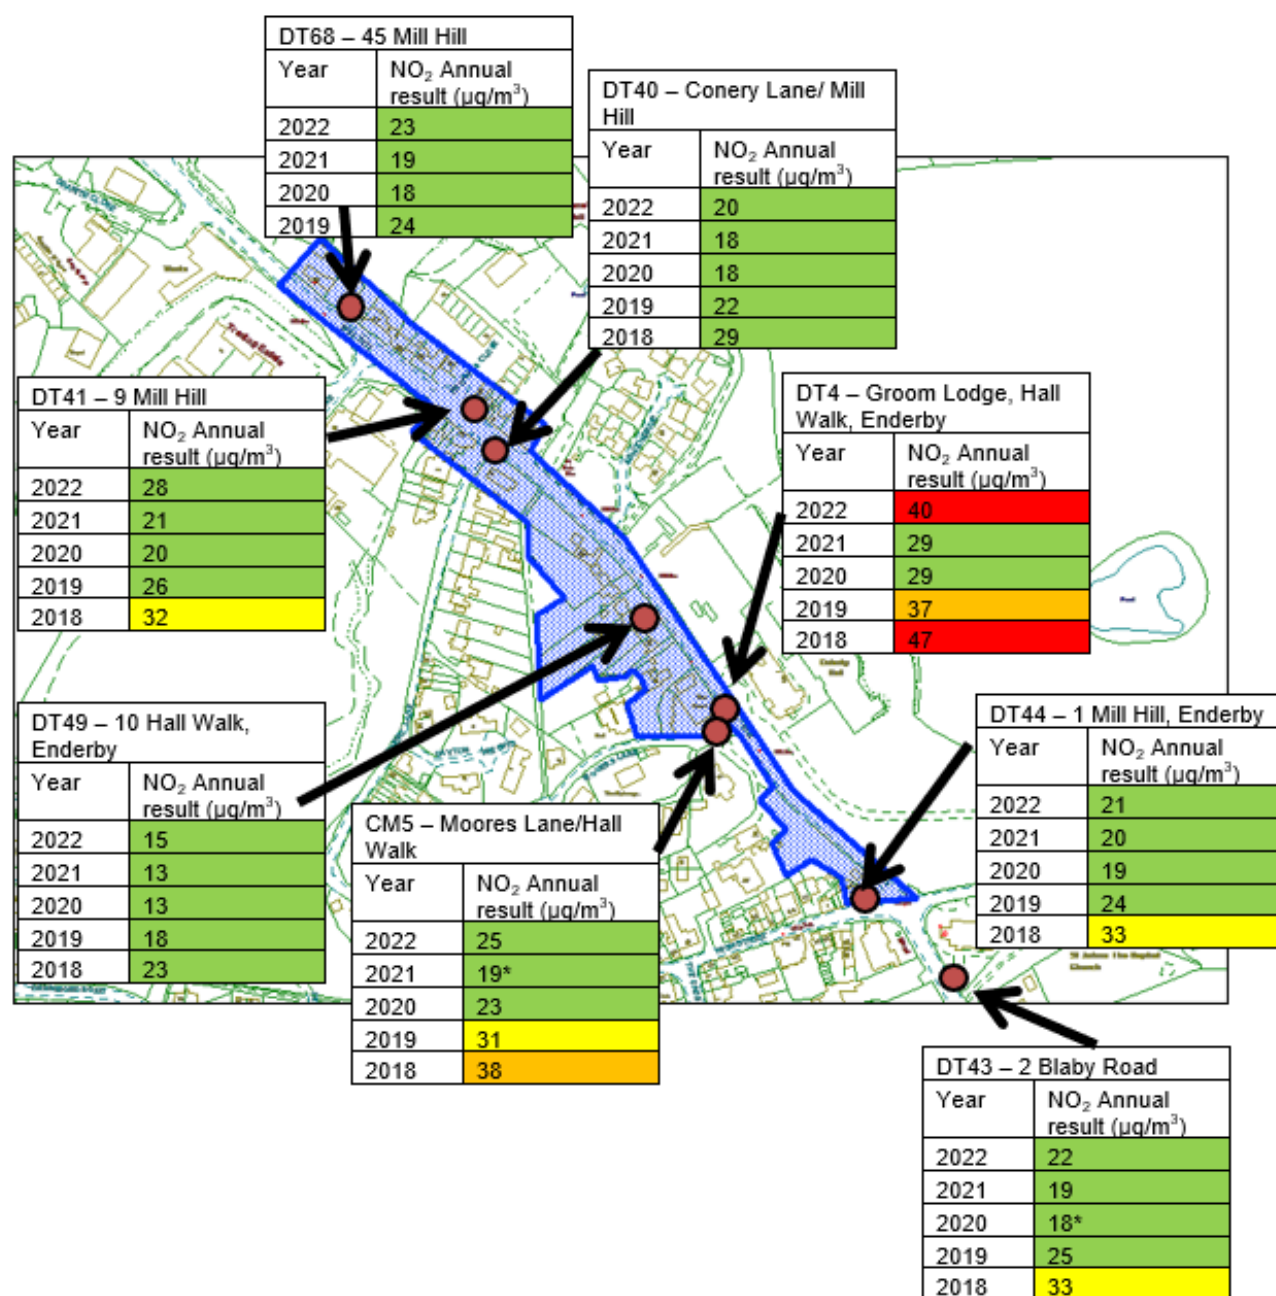 DT68 – 45 Mill Hill
Year NO₂ Annual
result (µg/m³)
2022 23
2021 19
2020 18
2019 24
DT40 – Conery Lane/ Mill
Hill
Year NO₂ Annual
result (µg/m³)
2022 20
2021 18
2020 18
2019 22
2018 29
DT41 – 9 Mill Hill
Year NO₂ Annual
result (µg/m³)
2022 28
2021 21
2020 20
2019 26
2018 32
DT4 – Groom Lodge, Hall
Walk, Enderby
Year NO₂ Annual
result (µg/m³)
2022 40
2021 29
2020 29
2019 37
2018 47
DT49 – 10 Hall Walk,
Enderby
Year NO₂ Annual
result (µg/m³)
2022 15
2021 13
2020 13
2019 18
2018 23
CM5 – Moores Lane/Hall
Walk
Year NO₂ Annual
result (µg/m³)
2022 25
2021 19*
2020 23
2019 31
2018 38
DT44 – 1 Mill Hill, Enderby
Year NO₂ Annual
result (µg/m³)
2022 21
2021 20
2020 19
2019 24
2018 33
DT43 – 2 Blaby Road
Year NO₂ Annual
result (µg/m³)
2022 22
2021 19
2020 18*
2019 25
2018 33
Trading Estate
Works
Pool